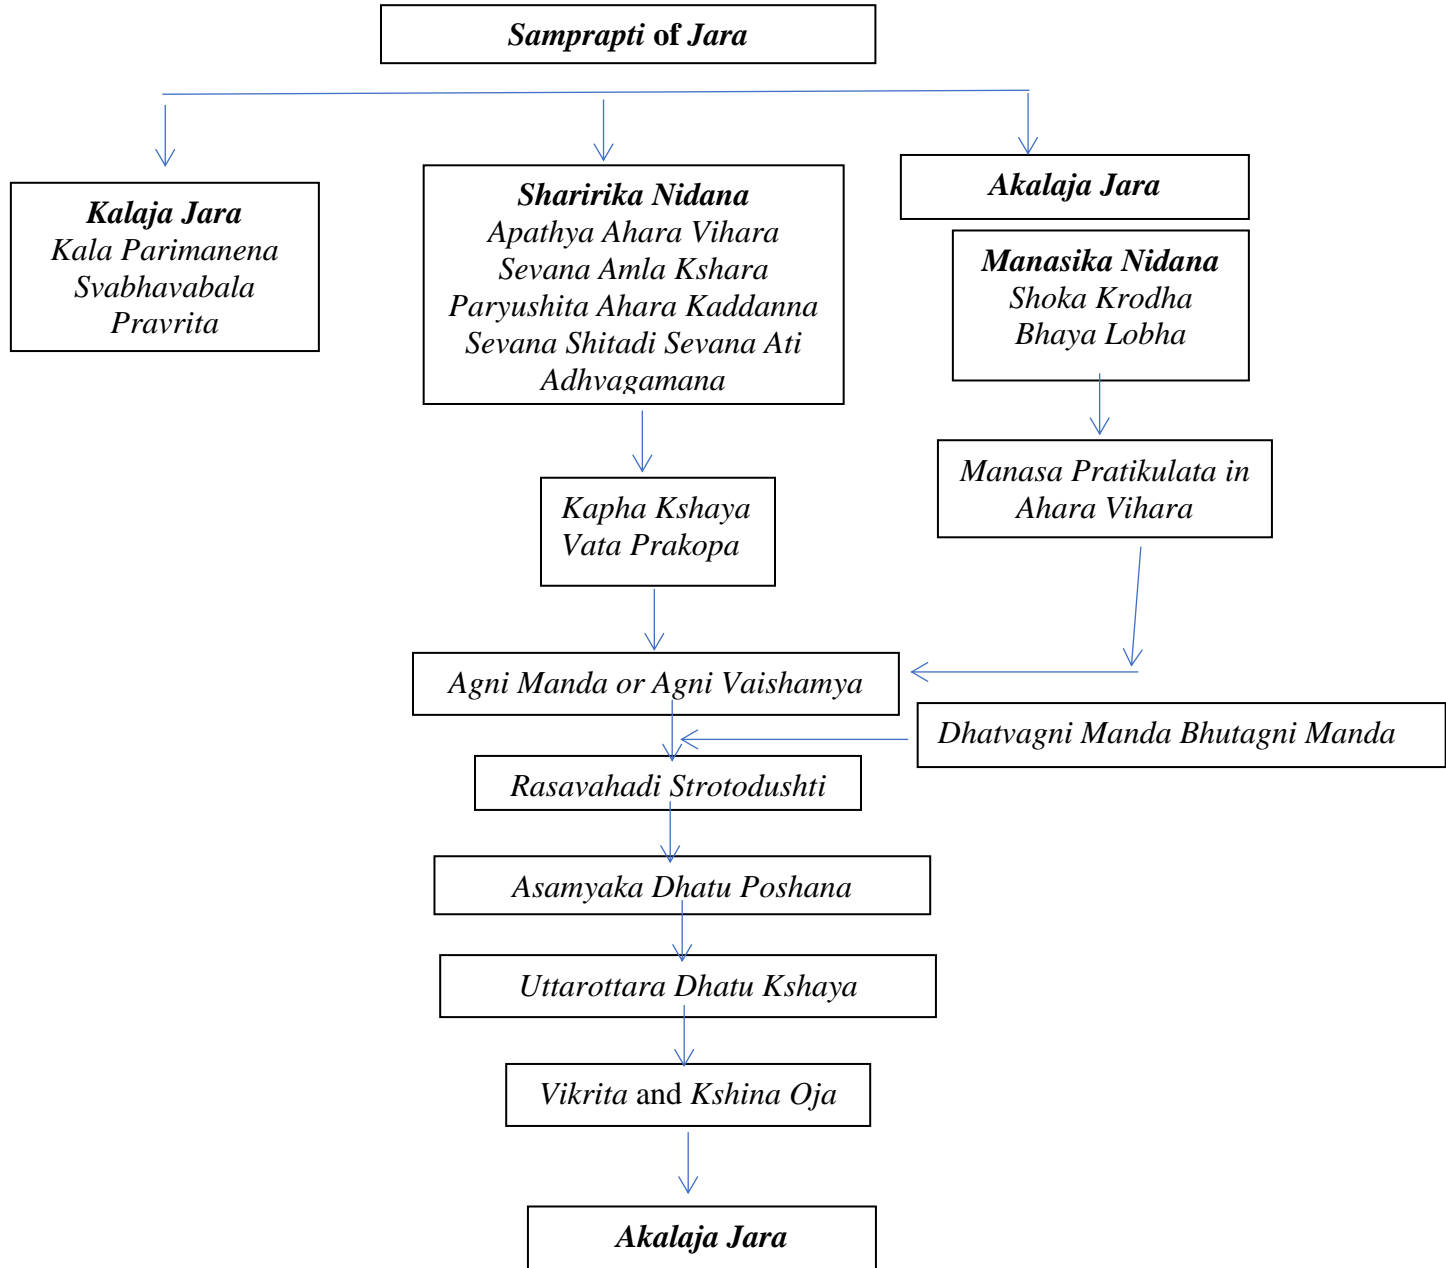 Samprapti of Jara
Kalaja Jara
Kala Parimanena
Svabhavabala
Pravrita
Sharirika Nidana
Apathya Ahara Vihara
Sevana Amla Kshara
Paryushita Ahara Kaddanna
Sevana Shitadi Sevana Ati
Adhvagamana
Akalaja Jara
Manasika Nidana
Shoka Krodha
Bhaya Lobha
Kapha Kshaya
Vata Prakopa
Manasa Pratikulata in
Ahara Vihara
Agni Manda or Agni Vaishamya
Dhatvagni Manda Bhutagni Manda
Rasavahadi Strotodushti
Asamyaka Dhatu Poshana
Uttarottara Dhatu Kshaya
Vikrita and Kshina Oja
Akalaja Jara